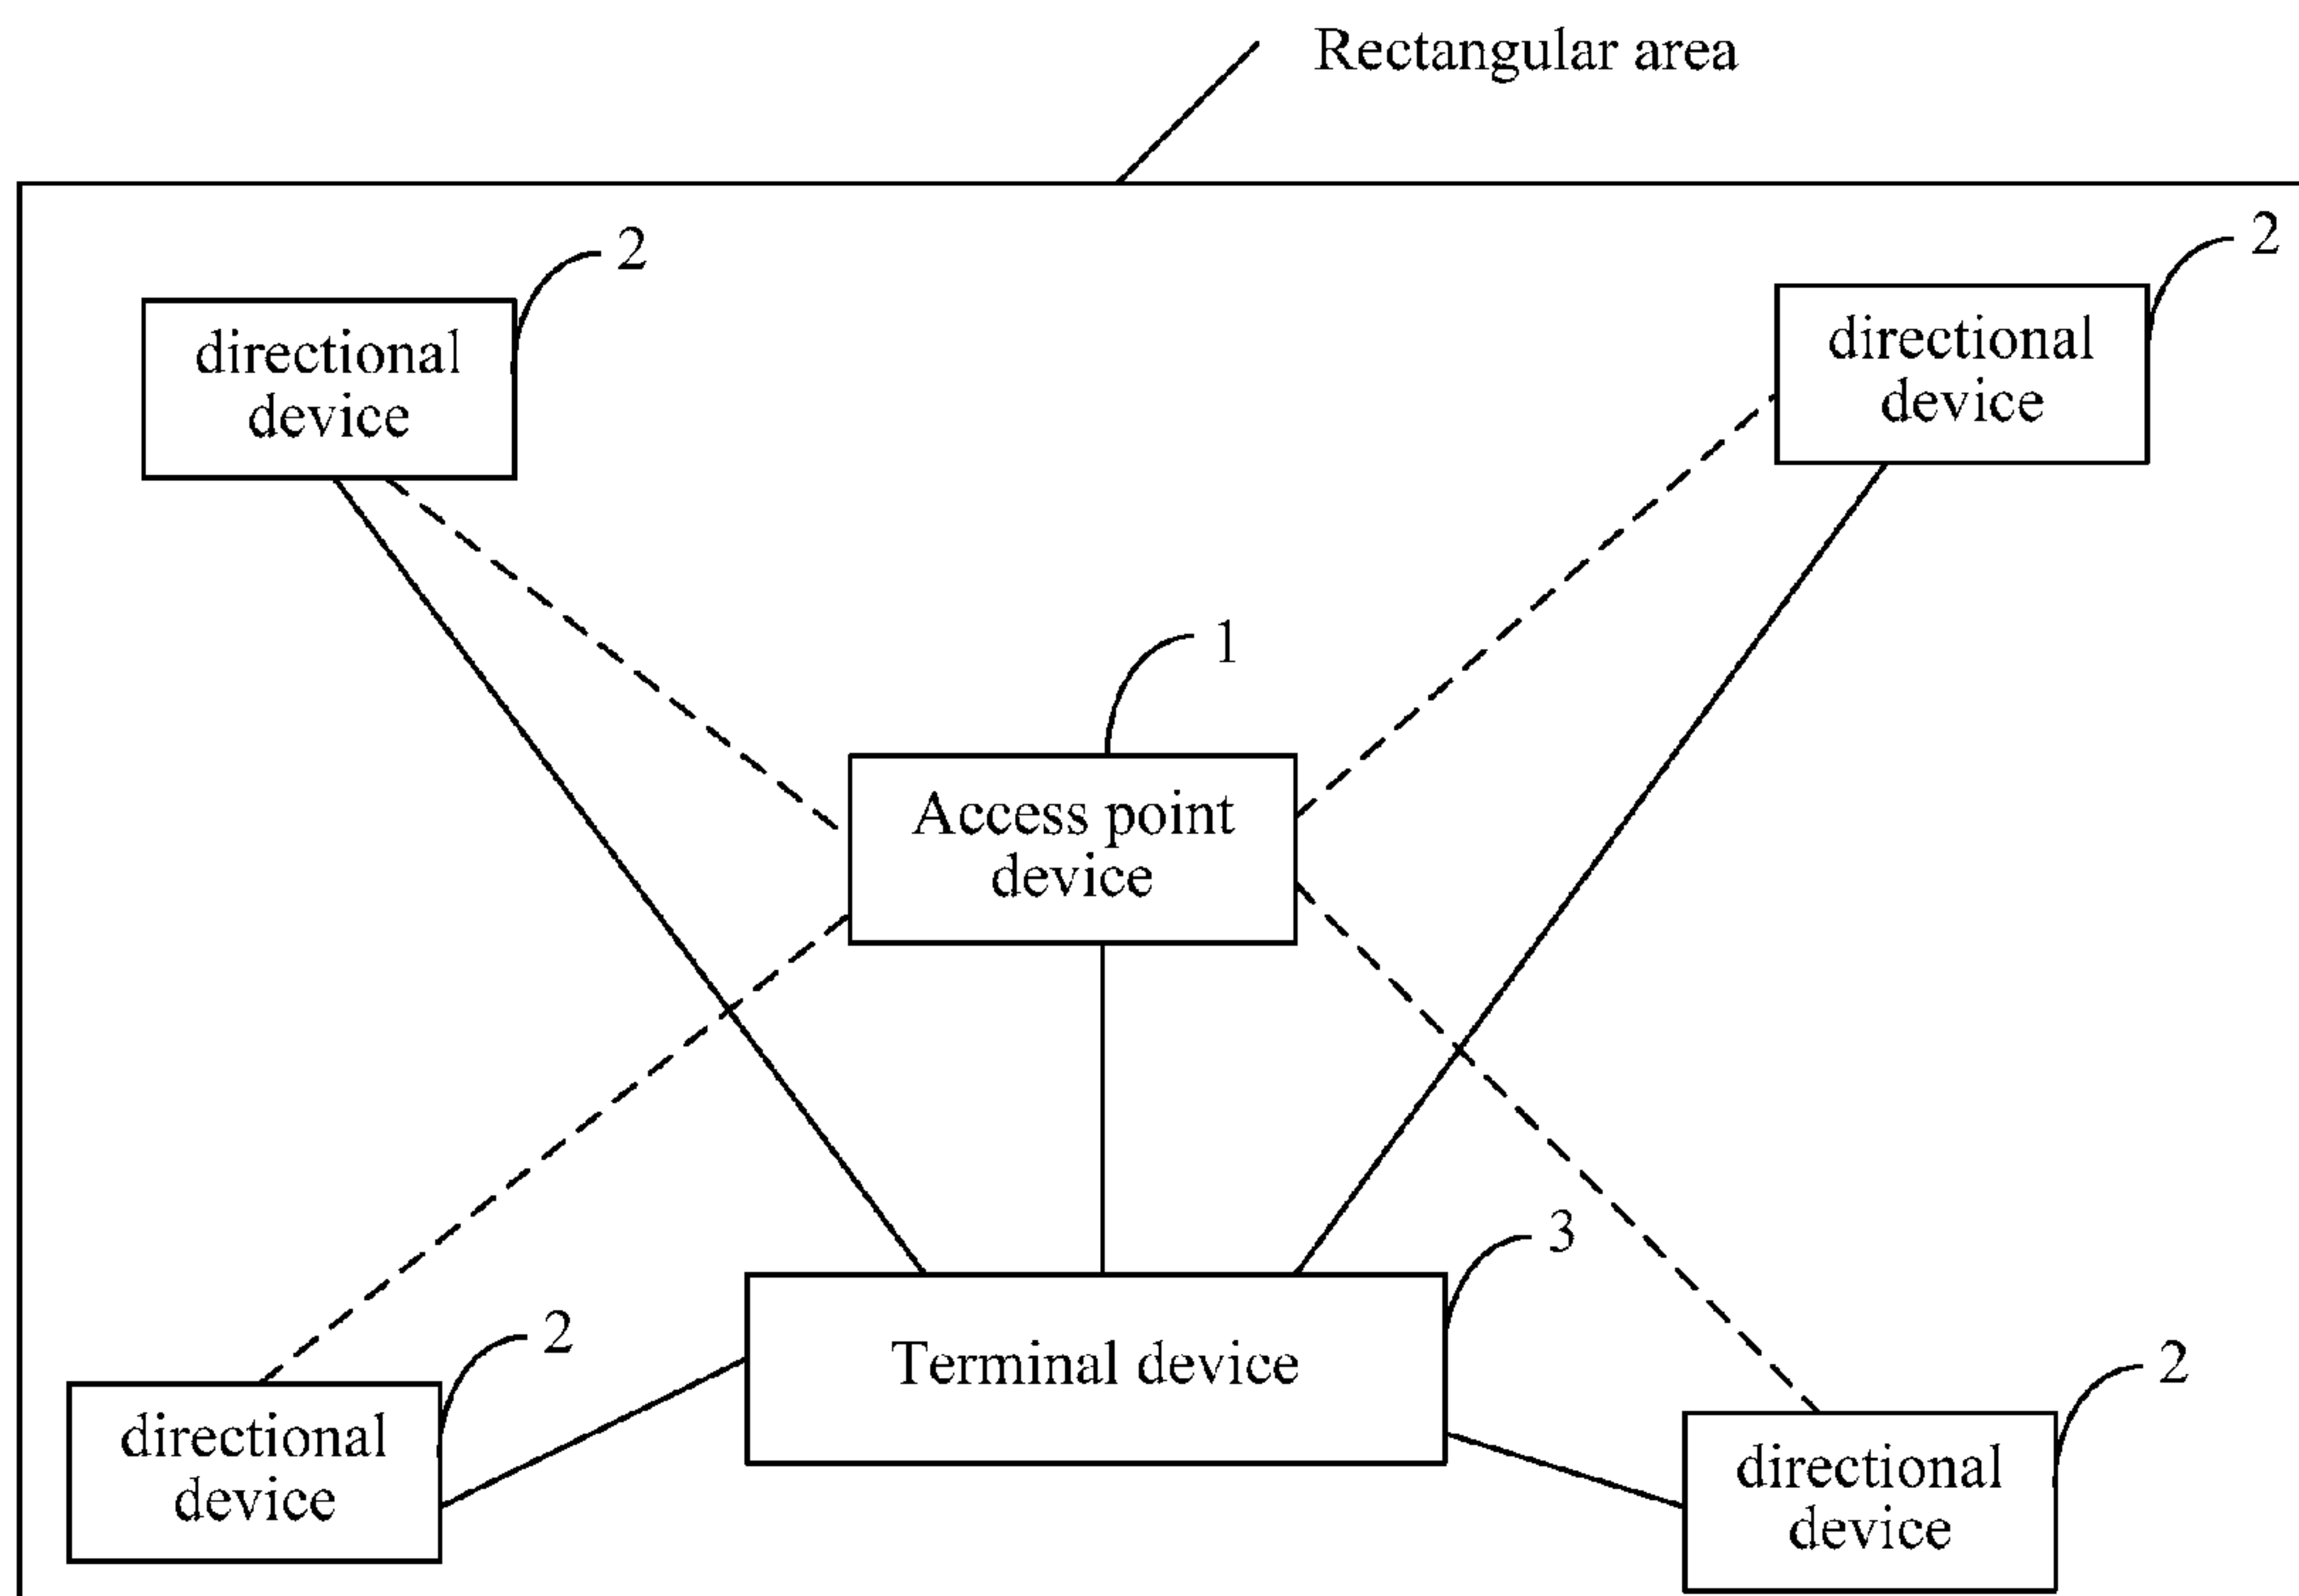 Rectangular area
2
2
directional
device
directional
device
1
Access point
device
3
2
Terminal device
2
directional
device
directional
device